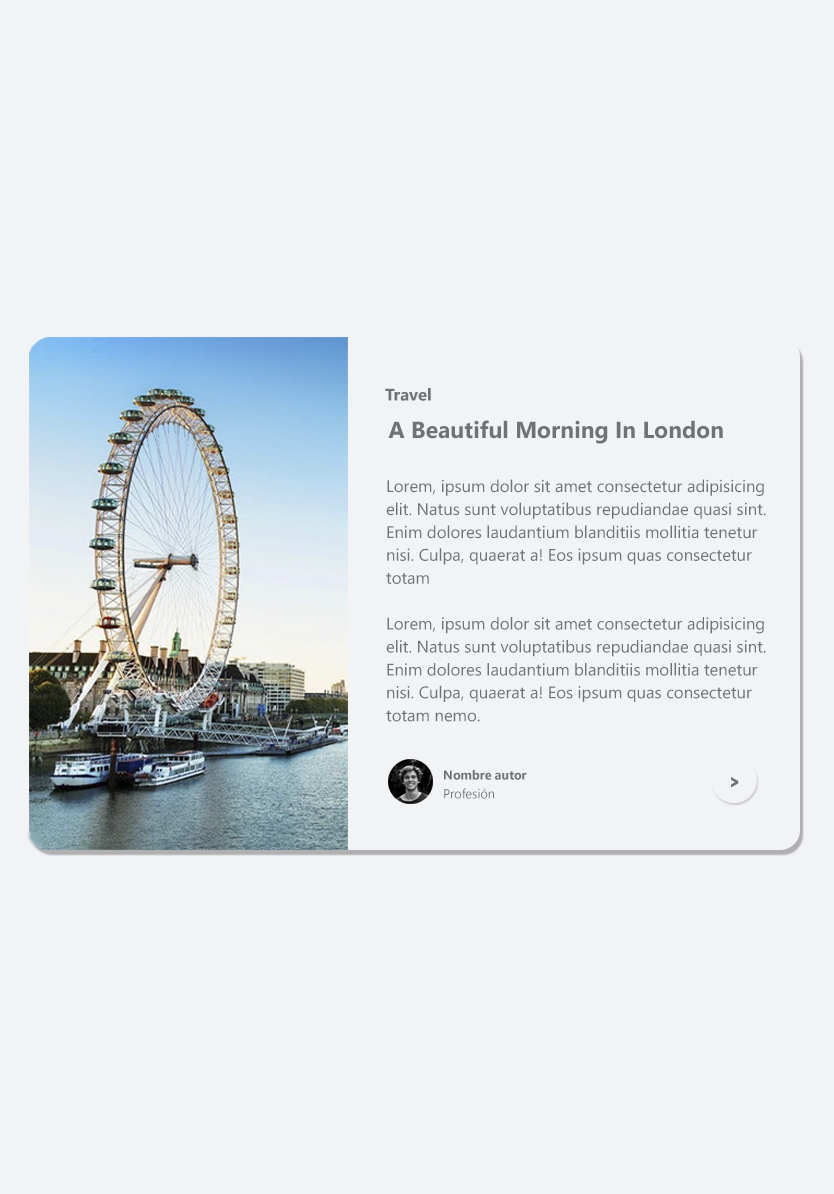 Travel
A Beautiful Morning In London
Lorem, ipsum dolor sit amet consectetur adipisicing
elit. Natus sunt voluptatibus repudiandae quasi sint.
Enim dolores laudantium blanditiis mollitia tenetur
nisi. Culpa, quaerat a! Eos ipsum quas consectetur
totam
Lorem, ipsum dolor sit amet consectetur adipisicing
elit. Natus sunt voluptatibus repudiandae quasi sint.
Enim dolores laudantium blanditiis mollitia tenetur
nisi. Culpa, quaerat a! Eos ipsum quas consectetur
totam nemo.
Nombre autor
Profesión
>